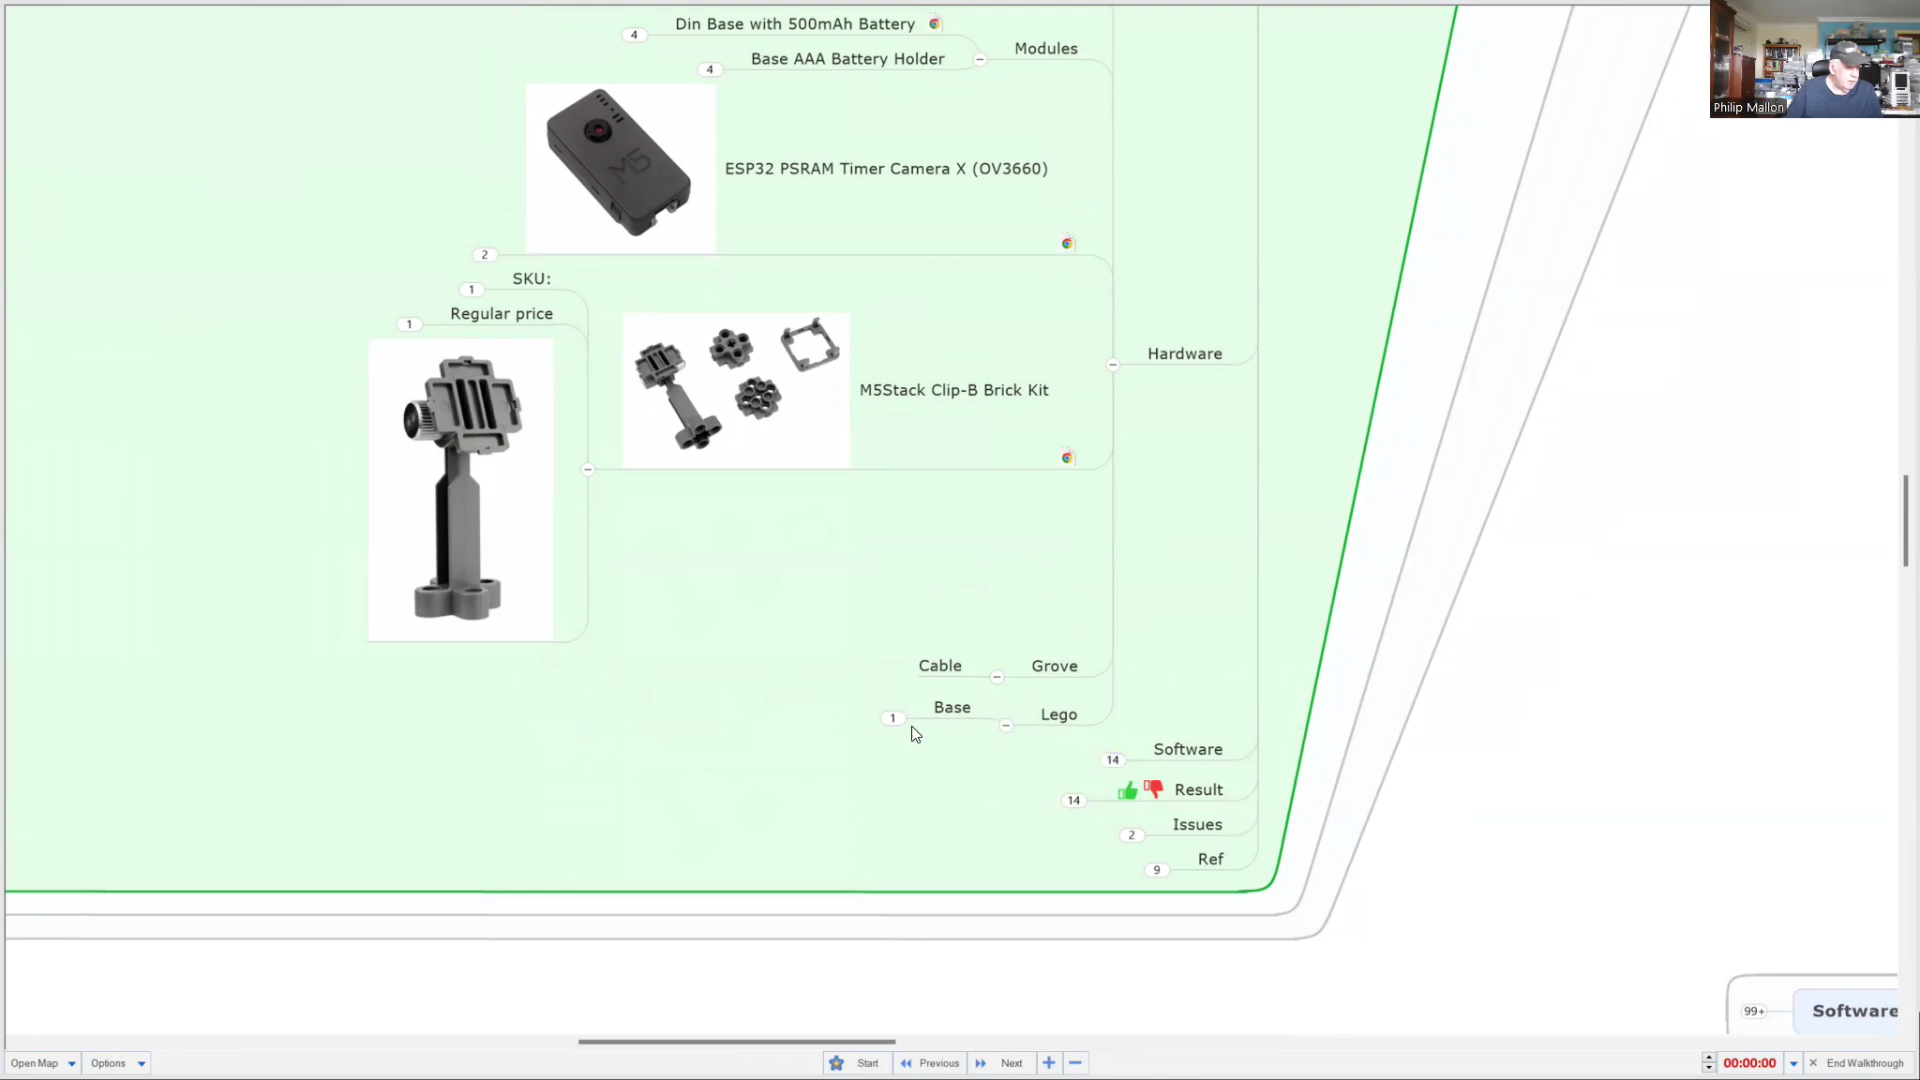 Din Base with 500mAh Battery
4
Modules
Base AAA Battery Holder
4
M5
ESP32 PSRAM Timer Camera X (OV3660)
2
SKU:
1
Regular price
1
Hardware
M5Stack Clip-B Brick Kit
Cable
Grove
Base
1
Lego
Software
14
Result
14
Issues
2
Ref
9
Philip Mallon
99+
Software
Open Map
Options
Start
Previous
Next
00:00:00
End Walkthrough